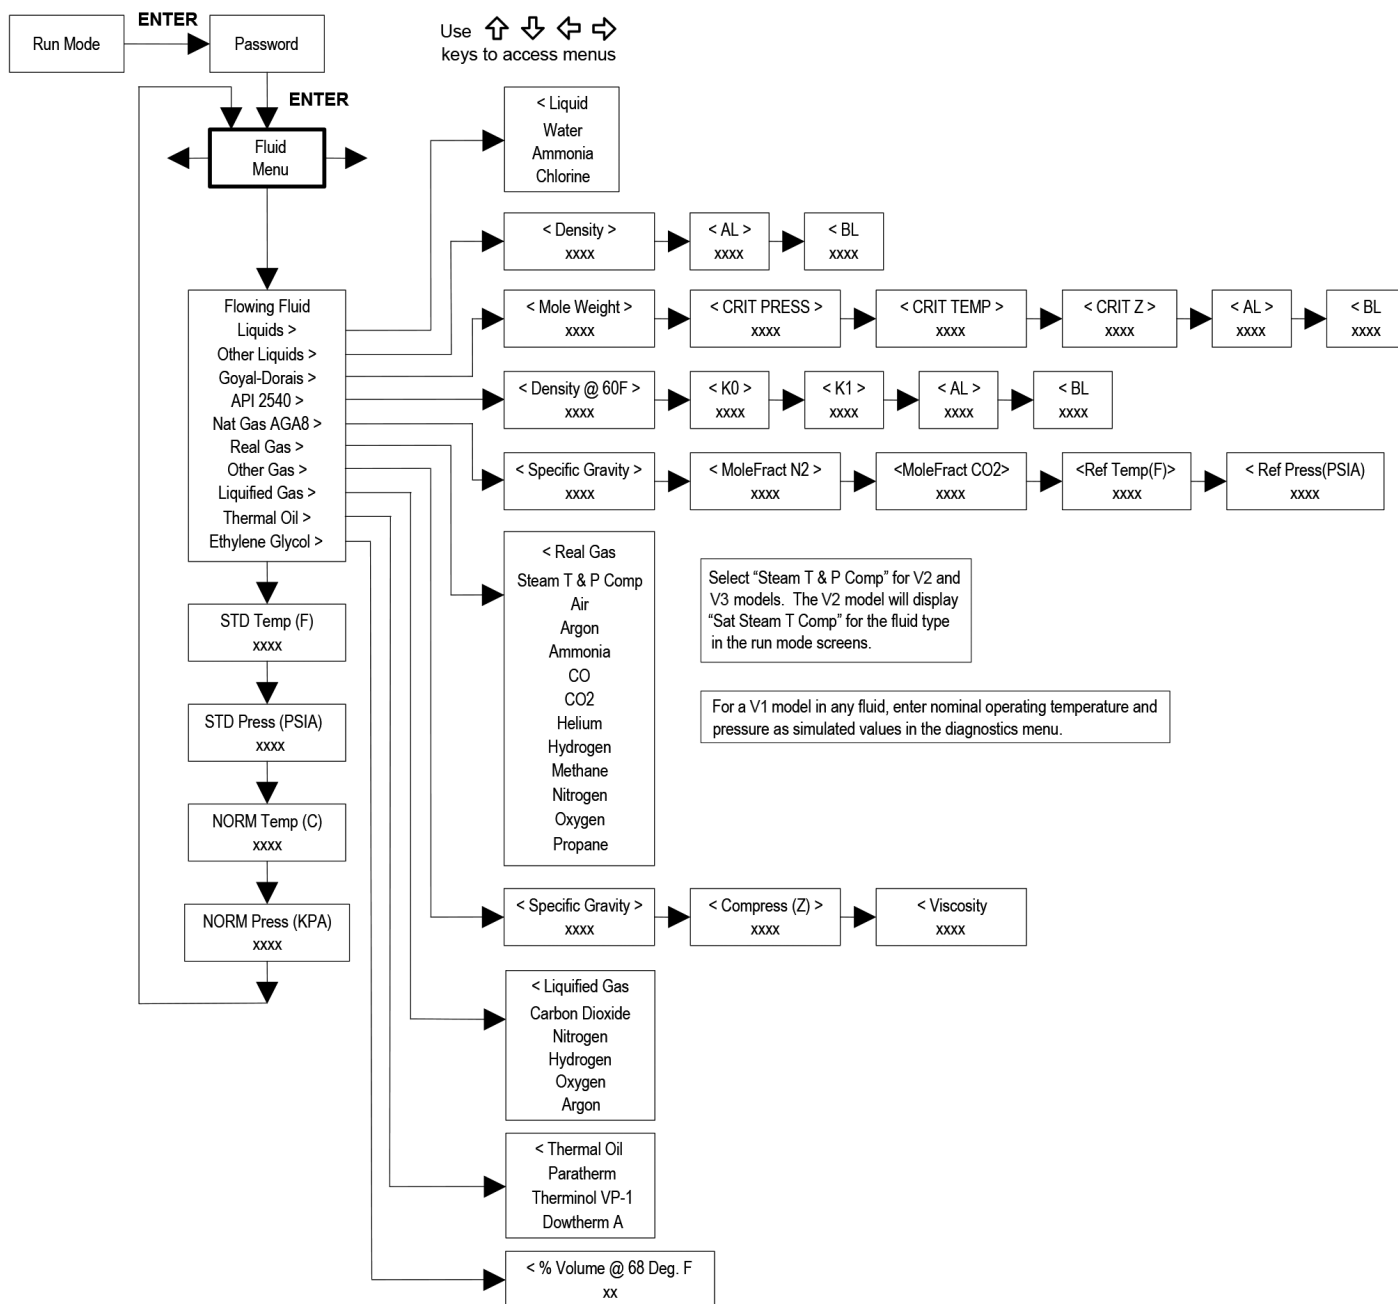 Run Mode
ENTER
Password
Use
keys to access menus
ENTER
Fluid
Menu
< Liquid
Water
Ammonia
Chlorine
< Density >
xxxx
< AL >
xxxx
< BL
xxxx
Flowing Fluid
Liquids >
Other Liquids >
Goyal-Dorais >
API 2540 >
Nat Gas AGA8 >
Real Gas >
Other Gas >
Liquified Gas >
Thermal Oil >
Ethylene Glycol >
< Mole Weight >
xxxx
< CRIT PRESS >
xxxx
< CRIT TEMP >
xxxx
< CRIT Z >
xxxx
< AL >
xxxx
< BL
xxxx
< Density @ 60F >
xxxx
< K0 >
xxxx
< K1 >
xxxx
< AL >
xxxx
< BL
xxxx
< Specific Gravity >
xxxx
< MoleFract N2 >
xxxx
<MoleFract CO2>
xxxx
<Ref Temp(F)>
xxxx
< Ref Press(PSIA)
xxxx
< Real Gas
Steam T & P Comp
Air
Argon
Ammonia
CO
CO2
Helium
Hydrogen
Methane
Nitrogen
Oxygen
Propane
Select “Steam T & P Comp” for V2 and
V3 models. The V2 model will display
“Sat Steam T Comp” for the fluid type
in the run mode screens.
For a V1 model in any fluid, enter nominal operating temperature and
pressure as simulated values in the diagnostics menu.
STD Temp (F)
xxxx
STD Press (PSIA)
xxxx
NORM Temp (C)
xxxx
NORM Press (KPA)
xxxx
< Specific Gravity >
xxxx
< Compress (Z) >
xxxx
< Viscosity
xxxx
< Liquified Gas
Carbon Dioxide
Nitrogen
Hydrogen
Oxygen
Argon
< Thermal Oil
Paratherm
Therminol VP-1
Dowtherm A
< % Volume @ 68 Deg. F
xx